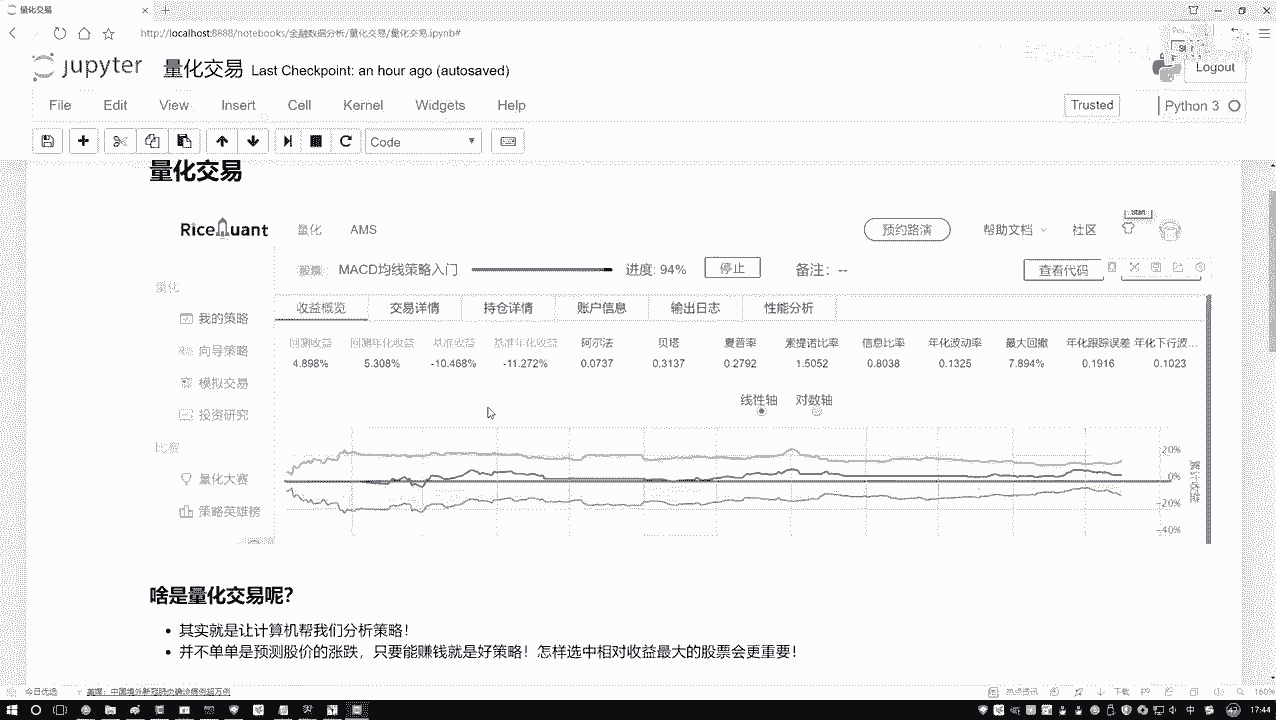 量化交易
http://localhost:8888/notebooks/金融数据分析/量化交易/量化交易.ipynb#
jupyter 量化交易 Last Checkpoint: an hour ago (autosaved)
Logout
File Edit View Insert Cell Kernel Widgets Help
Trusted
Python 3
Code
量化交易
RiceQuant 量化 AMS 预约路演 帮助文档 社区
MACD均线策略入门 进度: 94% 停止 备注: -- 查看代码
量化
收益概览 交易详情 持仓详情 账户信息 输出日志 性能分析
我的策略
回测收益 回测年化收益 基准收益 基准年化收益 阿尔法 贝塔 夏普率 索提诺比率 信息比率 年化波动率 最大回撤 年化跟踪误差 年化下行波...
向导策略
4.898% 5.308% -10.468% -11.272% 0.0737 0.3137 0.2792 1.5052 0.8038 0.1325 7.894% 0.1916 0.1023
模拟交易
线性轴 对数轴
投资研究
比赛
20%
量化大赛
0%
-20%
策略英雄榜
-40%
啥是量化交易呢？
其实就是让计算机帮我们分析策略！
并不单单是预测股价的涨跌，只要能赚钱就是好策略！怎样选中相对收益最大的股票会更重要！
今日优选
下载
160%
中
17:44